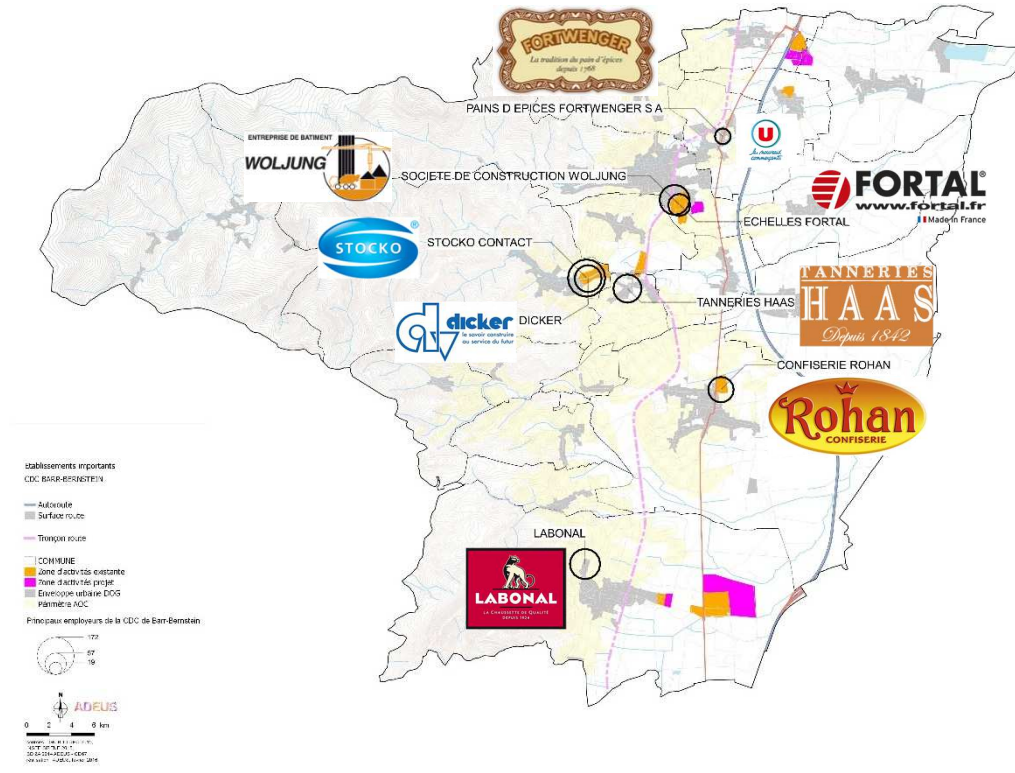 FORTWENGER
La tradition du pain d'épices
depuis 1768
PAINS D EPICES FORTWENGER S A
U
les nouveaux
commerçants
ENTREPRISE DE BATIMENT
WOLJUNG
SOCIETE DE CONSTRUCTION WOLJUNG
FORTAL®
www.fortal.fr
Made in France
ECHELLES FORTAL
STOCKO®
STOCKO CONTACT
TANNERIES
HAAS
Depuis 1842
TANNERIES HAAS
dicker
le savoir construire
au service du futur
DICKER
CONFISERIE ROHAN
Rohan
CONFISERIE
LABONAL
LABONAL
LA CHAUSSETTE DE QUALITÉ
DEPUIS 1924
Etablissements importants
CDC BARR-BERNSTEIN
Autoroute
Surface route
Tronçon route
COMMUNE
Zone d'activités existante
Zone d'activités projet
Enveloppe urbaine DOG
Périmètre AOC
Principaux employeurs de la CDC de Barr-Bernstein
172
57
19
N
ADEUS
0 2 4 6 km